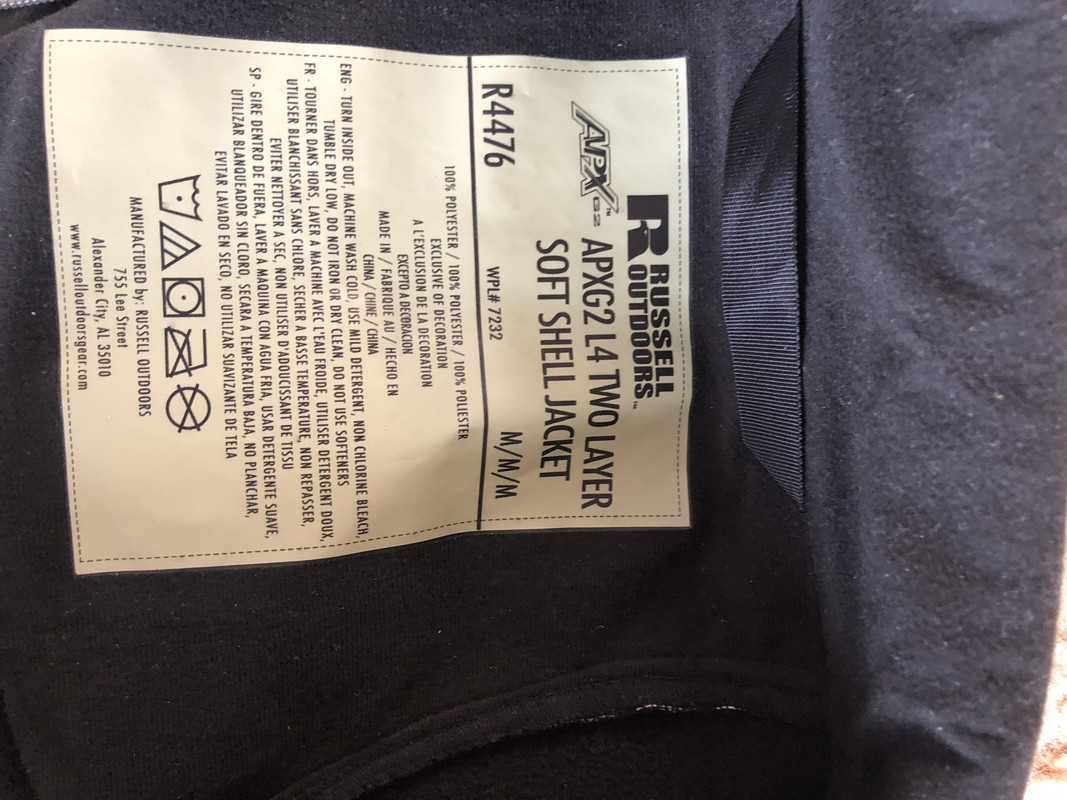 RUSSELL
OUTDOORS™
APX™ G2
APXG2 L4 TWO LAYER
SOFT SHELL JACKET
R4476 WPL# 7232 M/M/M
100% POLYESTER / 100% POLYESTER / 100% POLIESTER
EXCLUSIVE OF DECORATION
A L'EXCLUSION DE LA DECORATION
EXCEPTO A DECORACION
MADE IN / FABRIQUE AU / HECHO EN
CHINA / CHINE / CHINA
ENG - TURN INSIDE OUT, MACHINE WASH COLD, USE MILD DETERGENT, NON CHLORINE BLEACH,
TUMBLE DRY LOW, DO NOT IRON OR DRY CLEAN, DO NOT USE SOFTENERS
FR - TOURNER DANS HORS, LAVER A MACHINE AVEC L'EAU FROIDE, UTILISER DETERGENT DOUX,
UTILISER BLANCHISSANT SANS CHLORE, SECHER A BASSE TEMPERATURE, NON REPASSER,
EVITER NETTOYER A SEC, NON UTILISER D'ADOUCISSANT DE TISSU
SP - GIRE DENTRO DE FUERA, LAVER A MAQUINA CON AGUA FRIA, USAR DETERGENTE SUAVE,
UTILIZAR BLANQUEADOR SIN CLORO, SECARA A TEMPERATURA BAJA, NO PLANCHAR,
EVITAR LAVADO EN SECO, NO UTILIZAR SUAVIZANTE DE TELA
MANUFACTURED by: RUSSELL OUTDOORS
755 Lee Street
Alexander City, AL 35010
www.russelloutdoorsgear.com